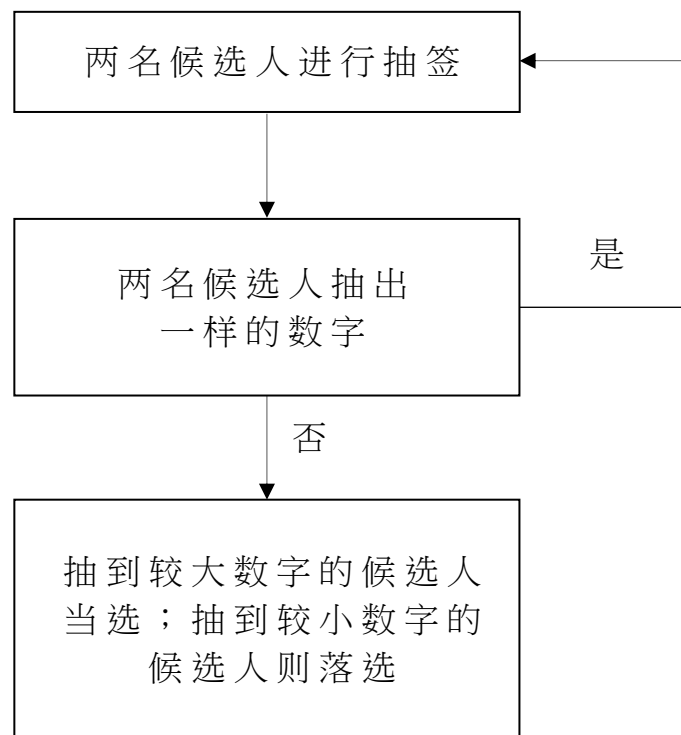 两名候选人进行抽签
两名候选人抽出
一样的数字
是
否
抽到较大数字的候选人
当选；抽到较小数字的
候选人则落选